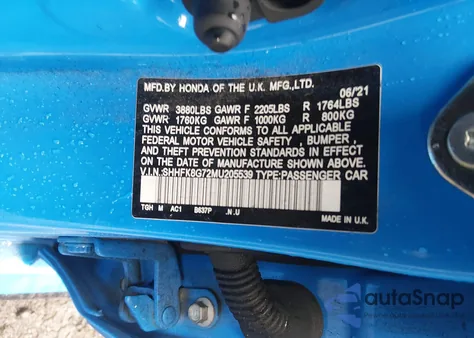 MFD.BY HONDA OF THE U.K. MFG.,LTD. 06/21
GVWR 3880LBS GAWR F 2205LBS R 1764LBS
GVWR 1760KG GAWR F 1000KG R 800KG
THIS VEHICLE CONFORMS TO ALL APPLICABLE
FEDERAL MOTOR VEHICLE SAFETY , BUMPER ,
AND THEFT PREVENTION STANDARDS IN EFFECT
ON THE DATE OF MANUFACTURE SHOWN ABOVE.
V.I.N.:SHHFK8G72MU205539 TYPE:PASSENGER CAR
TGH M AC1 B637P .N.U MADE IN U.K.
autoSnap